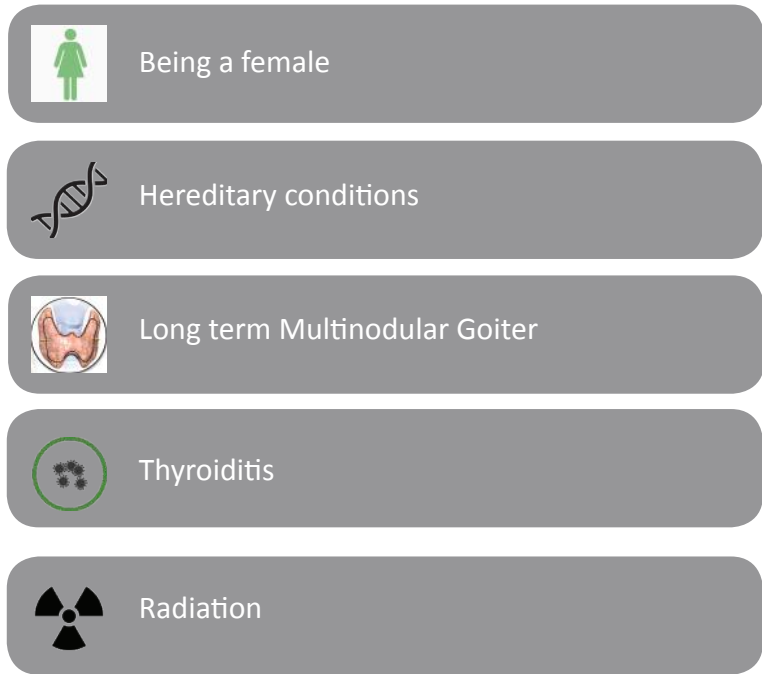 Being a female
Hereditary conditions
Long term Multinodular Goiter
Thyroiditis
Radiation